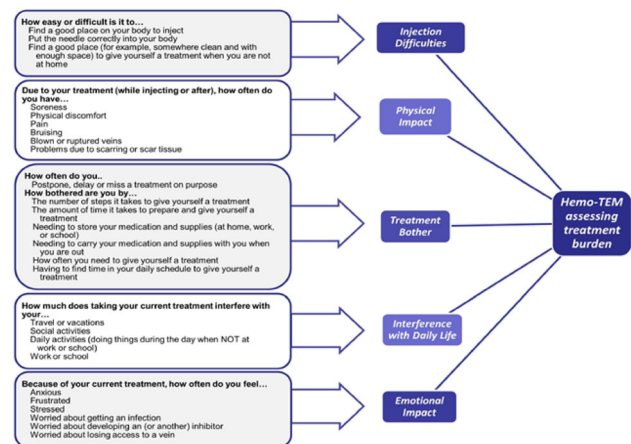 How easy or difficult is it to...
Find a good place on your body to inject
Put the needle correctly into your body
Find a good place (for example, somewhere clean and with
enough space) to give yourself a treatment when you are not
at home
Injection
Difficulties
Due to your treatment (while injecting or after), how often do
you have...
Soreness
Physical discomfort
Pain
Bruising
Blown or ruptured veins
Problems due to scarring or scar tissue
Physical
Impact
How often do you..
Postpone, delay or miss a treatment on purpose
How bothered are you by...
The number of steps it takes to give yourself a treatment
The amount of time it takes to prepare and give yourself a
treatment
Needing to store your medication and supplies (at home, work,
or school)
Needing to carry your medication and supplies with you when
you are out
How often you need to give yourself a treatment
Having to find time in your daily schedule to give yourself a
treatment
Treatment
Bother
How much does taking your current treatment interfere with
your...
Travel or vacations
Social activities
Daily activities (doing things during the day when NOT at
work or school)
Work or school
Interference
with Daily Life
Because of your current treatment, how often do you feel...
Anxious
Frustrated
Stressed
Worried about getting an infection
Worried about developing an (or another) inhibitor
Worried about losing access to a vein
Emotional
Impact
Hemo-TEM
assessing
treatment
burden